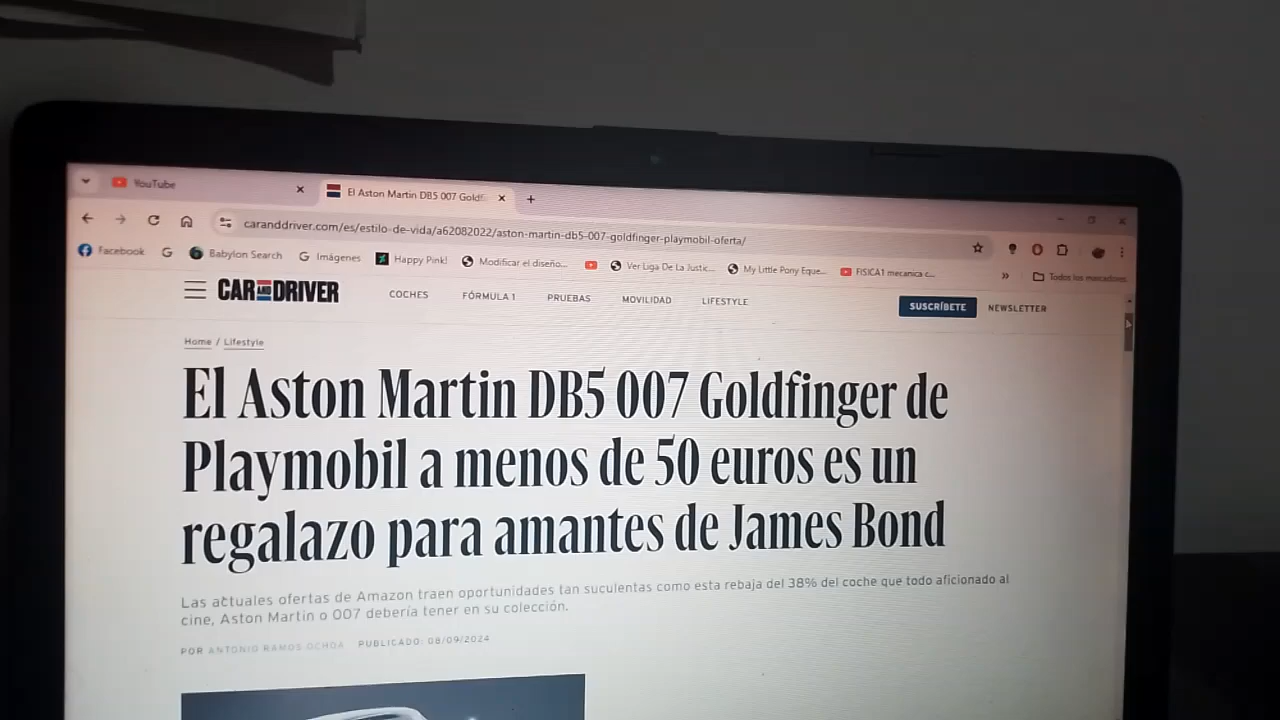 YouTube
El Aston Martin DB5 007 Goldf
caranddriver.com/es/estilo-de-vida/a62082022/aston-martin-db5-007-goldfinger-playmobil-oferta/
Facebook
Babylon Search
Imágenes
Happy Pink!
Modificar el diseño...
Ver Liga De La Justic...
My Little Pony Eque...
FISICA1 mecanica c...
Todos los marcadores
CAR AND DRIVER
COCHES
FÓRMULA 1
PRUEBAS
MOVILIDAD
LIFESTYLE
SUSCRÍBETE
NEWSLETTER
Home / Lifestyle
El Aston Martin DB5 007 Goldfinger de
Playmobil a menos de 50 euros es un
regalazo para amantes de James Bond
Las actuales ofertas de Amazon traen oportunidades tan suculentas como esta rebaja del 38% del coche que todo aficionado al
cine, Aston Martin o 007 debería tener en su colección.
POR ANTONIO RAMOS OCHOA PUBLICADO: 08/09/2024